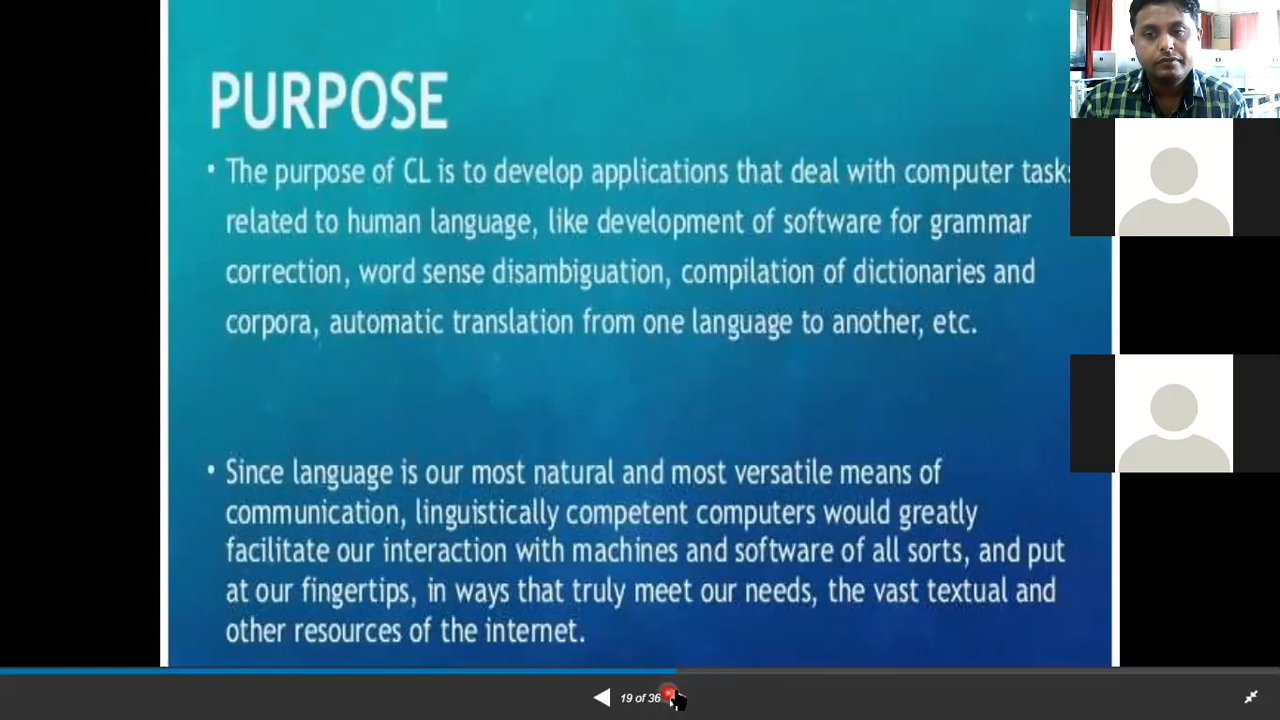 PURPOSE
• The purpose of CL is to develop applications that deal with computer tasks
related to human language, like development of software for grammar
correction, word sense disambiguation, compilation of dictionaries and
corpora, automatic translation from one language to another, etc.
• Since language is our most natural and most versatile means of
communication, linguistically competent computers would greatly
facilitate our interaction with machines and software of all sorts, and put
at our fingertips, in ways that truly meet our needs, the vast textual and
other resources of the internet.
19 of 36